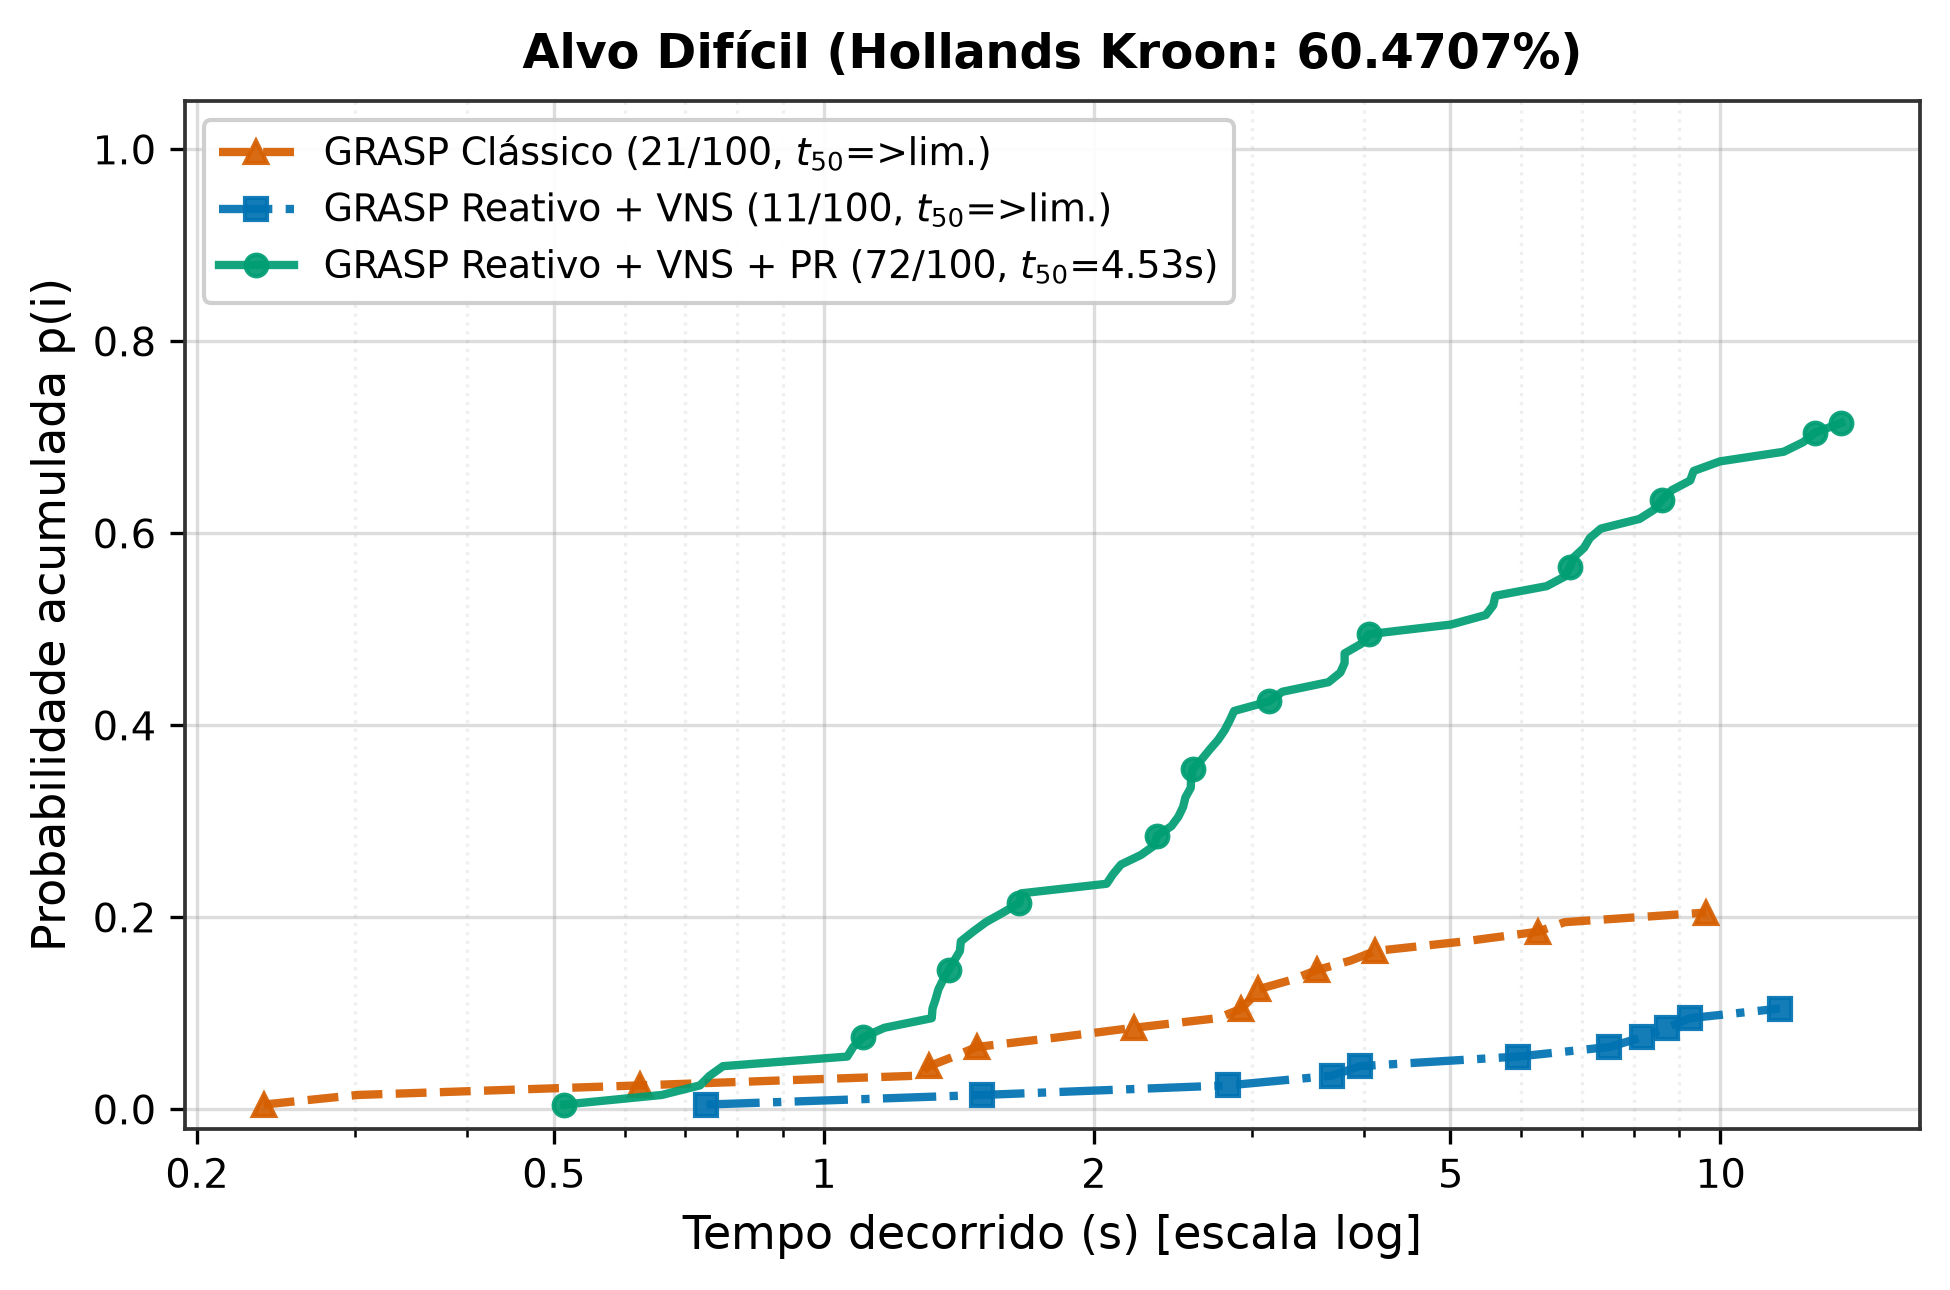 Alvo Difícil (Hollands Kroon: 60.4707%)
GRASP Clássico (21/100, t50=>lim.)
GRASP Reativo + VNS (11/100, t50=>lim.)
GRASP Reativo + VNS + PR (72/100, t50=4.53s)
Probabilidade acumulada p(i)
1.0
0.8
0.6
0.4
0.2
0.0
0.2 0.5 1 2 5 10
Tempo decorrido (s) [escala log]